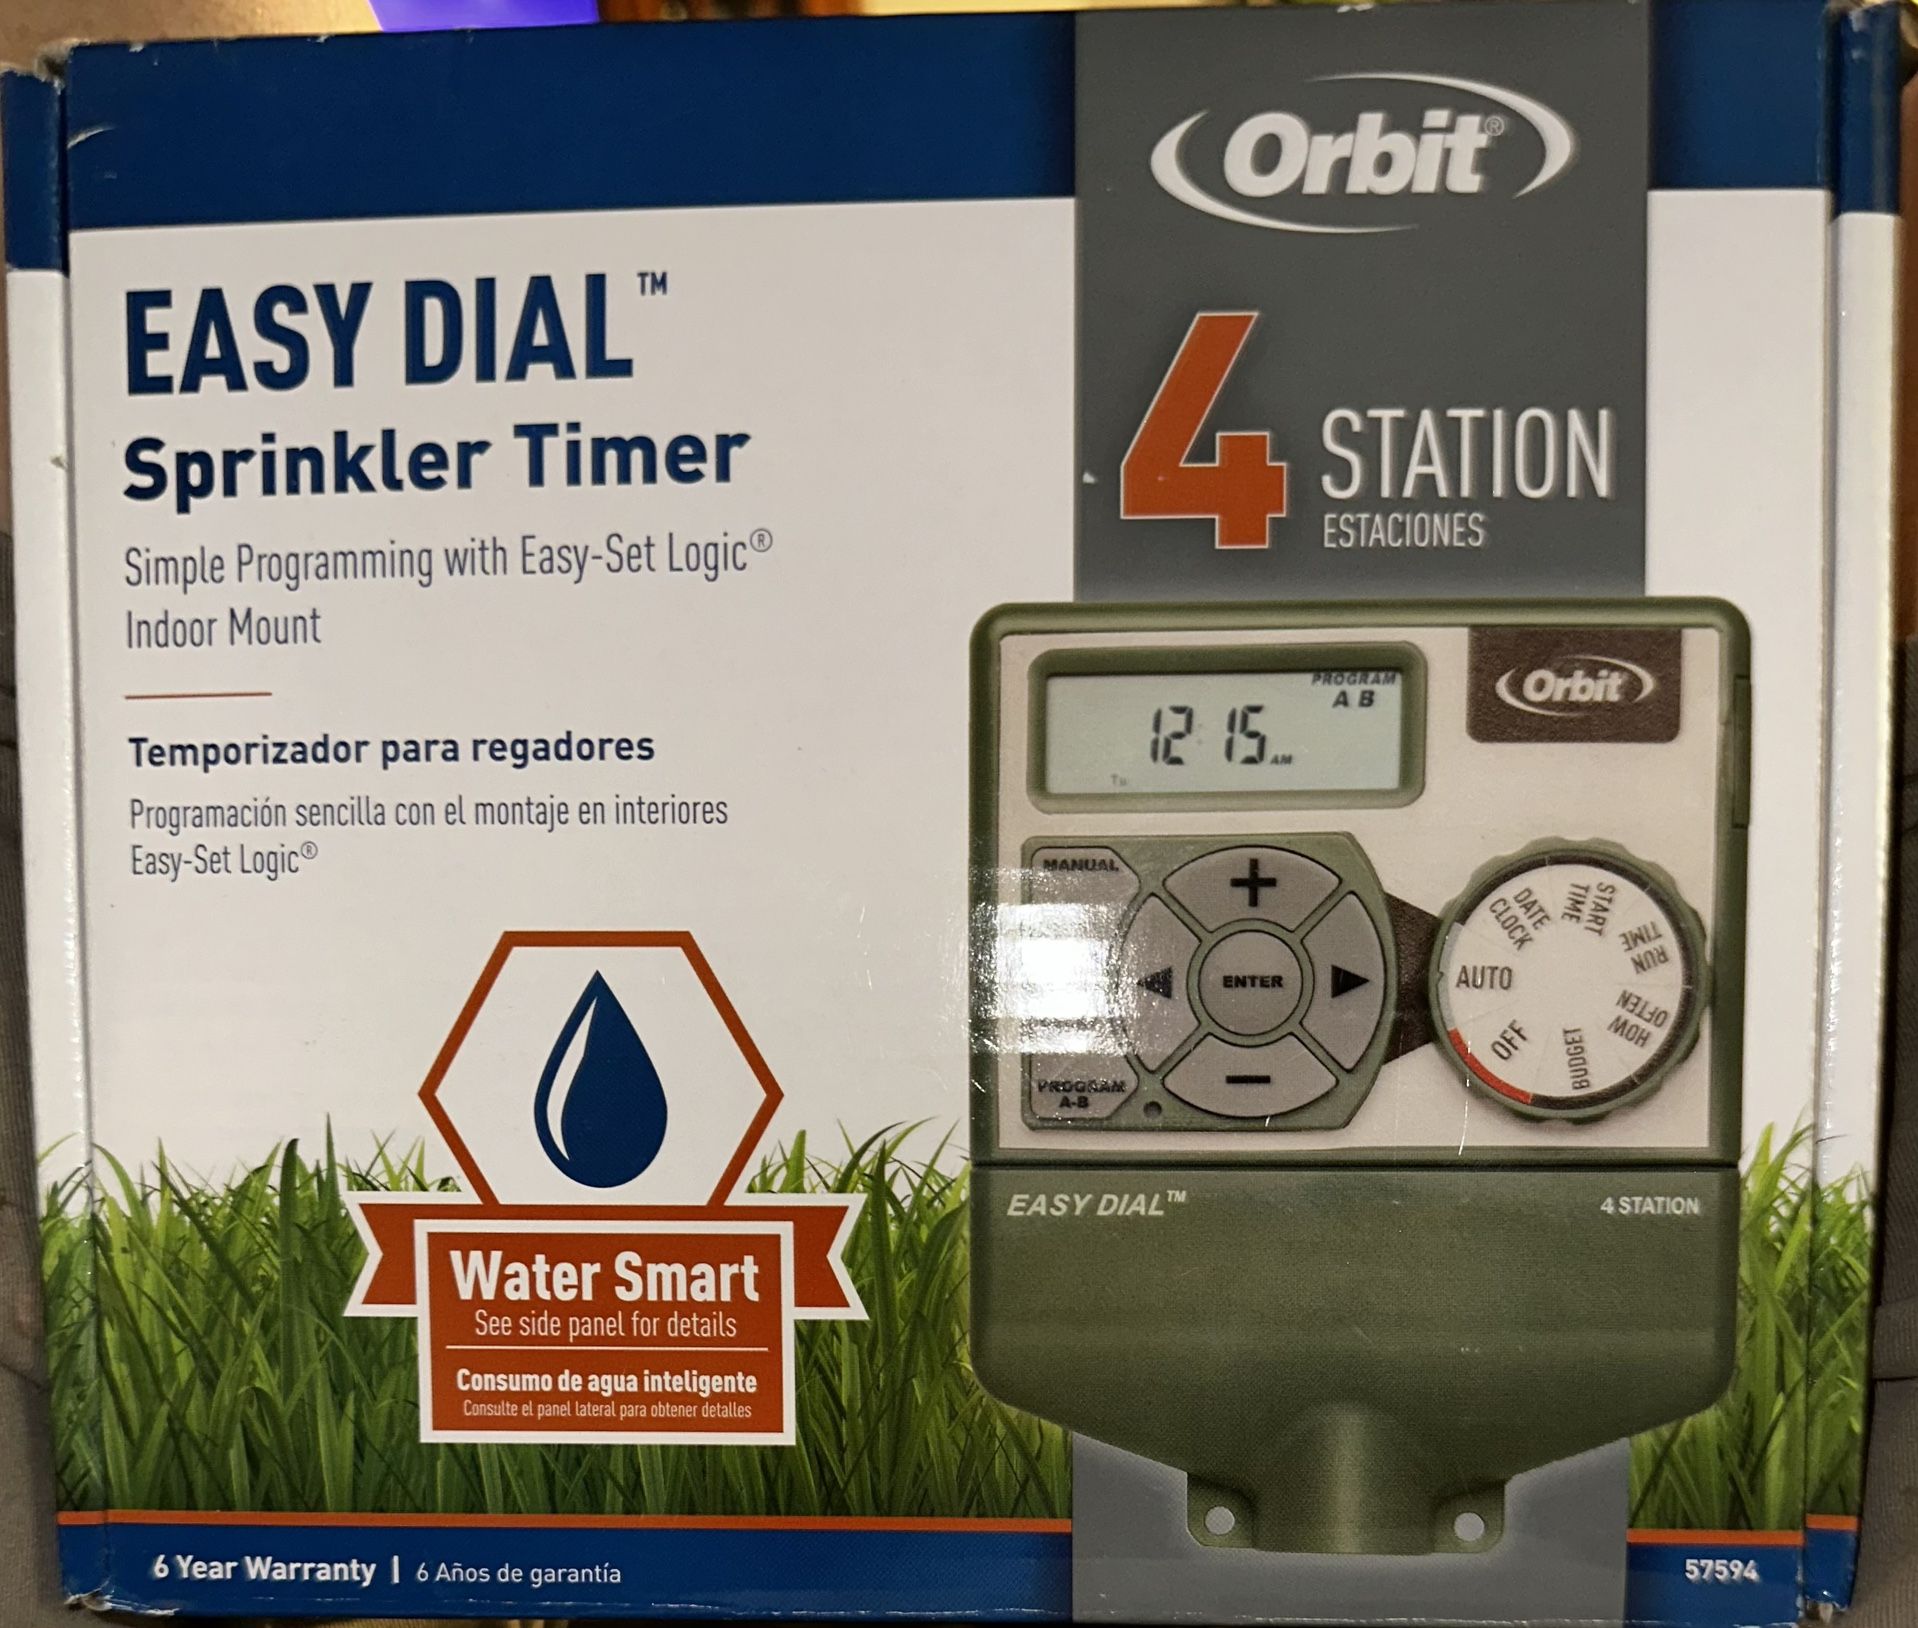 Orbit®
EASY DIAL™
Sprinkler Timer
Simple Programming with Easy-Set Logic®
Indoor Mount
Temporizador para regadores
Programación sencilla con el montaje en interiores
Easy-Set Logic®
4 STATION
ESTACIONES
PROGRAM
A B
12:15 AM
Tu
Orbit
MANUAL
+
ENTER
−
PROGRAM
A-B
DATE
CLOCK
START
TIME
RUN
TIME
HOW
OFTEN
BUDGET
OFF
AUTO
EASY DIAL™
4 STATION
Water Smart
See side panel for details
Consumo de agua inteligente
Consulte el panel lateral para obtener detalles
6 Year Warranty | 6 Años de garantía
57594